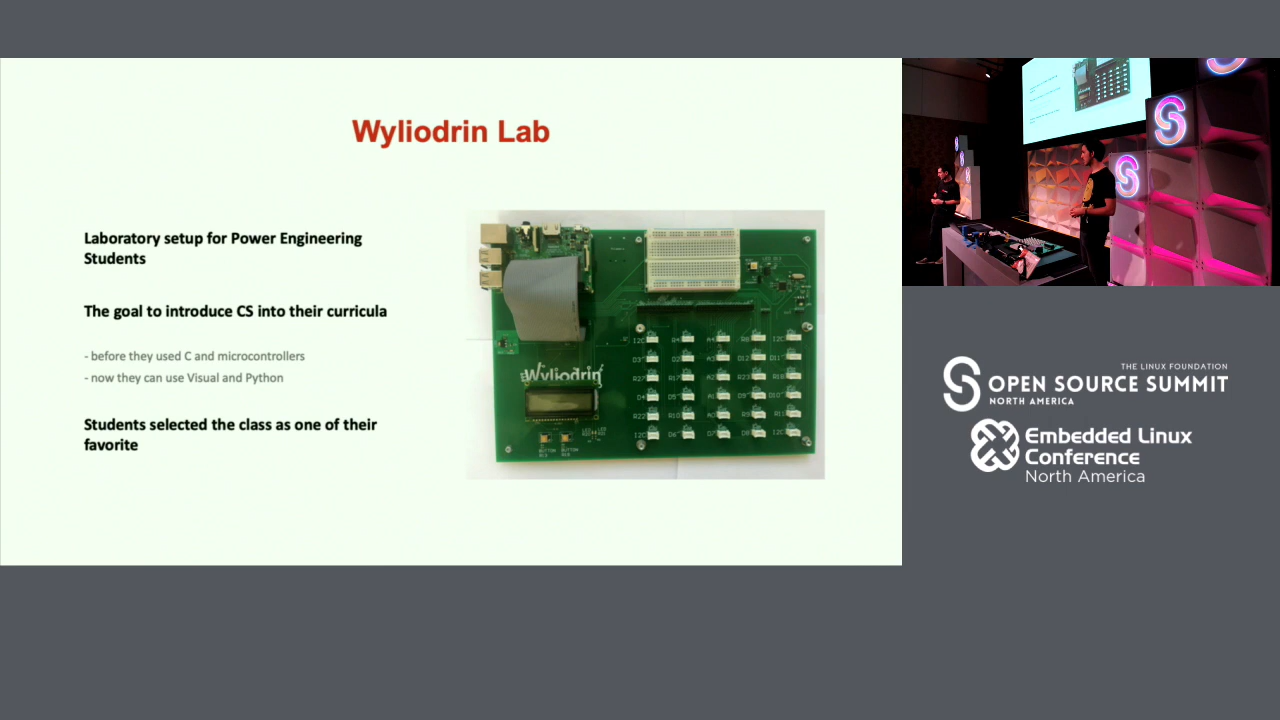 Wyliodrin Lab
Laboratory setup for Power Engineering
Students
The goal to introduce CS into their curricula
- before they used C and microcontrollers
- now they can use Visual and Python
Students selected the class as one of their
favorite
Wyliodrin
BUTTON
BUTTON
THE LINUX FOUNDATION
OPEN SOURCE SUMMIT
NORTH AMERICA
Embedded Linux
Conference
North America